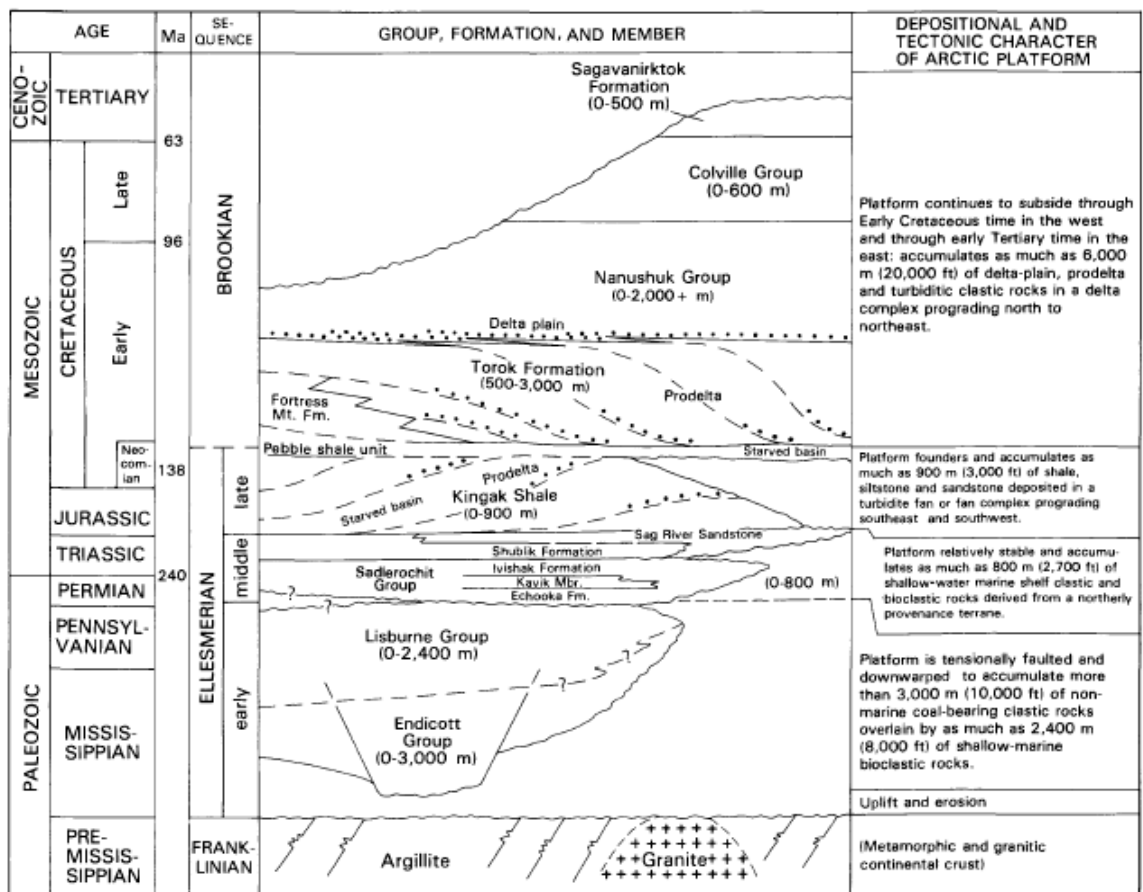 AGE
Ma
SE-
QUENCE
GROUP, FORMATION, AND MEMBER
DEPOSITIONAL AND
TECTONIC CHARACTER
OF ARCTIC PLATFORM
CENO-
ZOIC
TERTIARY
63
MESOZOIC
CRETACEOUS
Late
96
Early
Neo-
com-
ian
138
JURASSIC
TRIASSIC
240
PALEOZOIC
PERMIAN
PENNSYL-
VANIAN
MISSIS-
SIPPIAN
PRE-
MISSIS-
SIPPIAN
BROOKIAN
ELLESMERIAN
late
middle
early
FRANK-
LINIAN
Sagavanirktok
Formation
(0-500 m)
Colville Group
(0-600 m)
Nanushuk Group
(0-2,000+ m)
Delta plain
Torok Formation
(500-3,000 m)
Prodelta
Fortress
Mt. Fm.
Pebble shale unit
Starved basin
Prodelta
Kingak Shale
(0-900 m)
Starved basin
Sag River Sandstone
Shublik Formation
Sadlerochit
Group
Ivishak Formation
Kavik Mbr.
Echooka Fm.
(0-800 m)
?
?
Lisburne Group
(0-2,400 m)
?
?
Endicott
Group
(0-3,000 m)
Argillite
Granite
Platform continues to subside through
Early Cretaceous time in the west
and through early Tertiary time in the
east: accumulates as much as 6,000
m (20,000 ft) of delta-plain, prodelta
and turbiditic clastic rocks in a delta
complex prograding north to
northeast.
Platform founders and accumulates as
much as 900 m (3,000 ft) of shale,
siltstone and sandstone deposited in a
turbidite fan or fan complex prograding
southeast and southwest.
Platform relatively stable and accumu-
lates as much as 800 m (2,700 ft) of
shallow-water marine shelf clastic and
bioclastic rocks derived from a northerly
provenance terrane.
Platform is tensionally faulted and
downwarped to accumulate more
than 3,000 m (10,000 ft) of non-
marine coal-bearing clastic rocks
overlain by as much as 2,400 m
(8,000 ft) of shallow-marine
bioclastic rocks.
Uplift and erosion
(Metamorphic and granitic
continental crust)